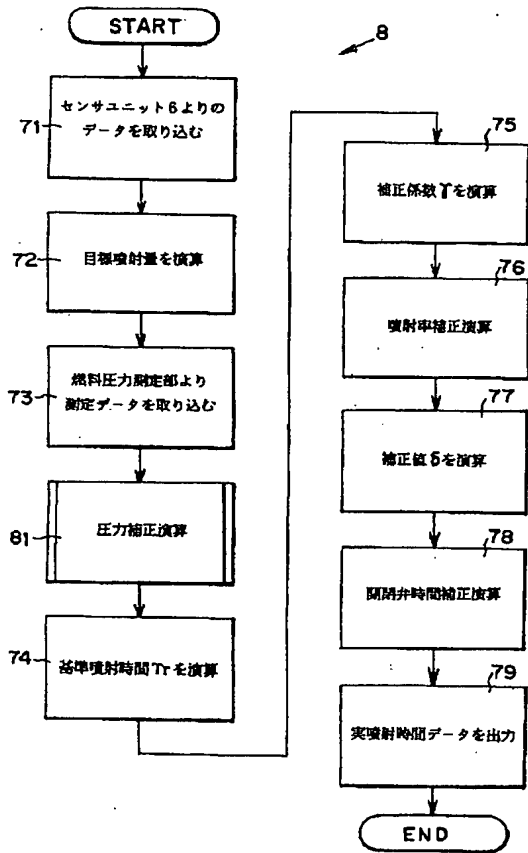 START
8
71
センサユニット6よりの
データを取り込む
72
目標噴射量を演算
73
燃料圧力測定部より
測定データを取り込む
81
圧力補正演算
74
基準噴射時間Trを演算
75
補正係数γを演算
76
噴射率補正演算
77
補正値δを演算
78
開閉弁時間補正演算
79
実噴射時間データを出力
END